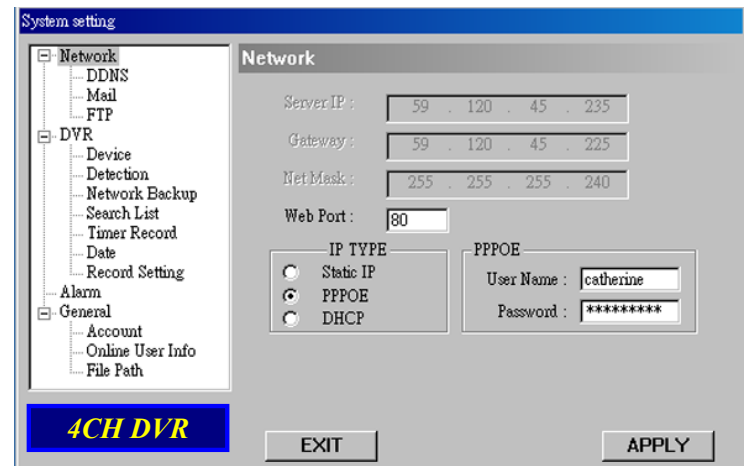 System setting
Network
DDNS
Mail
FTP
DVR
Device
Detection
Network Backup
Search List
Timer Record
Date
Record Setting
Alarm
General
Account
Online User Info
File Path
4CH DVR
Network
Server IP : 59 . 120 . 45 . 235
Gateway : 59 . 120 . 45 . 225
Net Mask : 255 . 255 . 255 . 240
Web Port : 80
IP TYPE
Static IP
PPPOE
DHCP
PPPOE
User Name : catherine
Password : *********
EXIT
APPLY